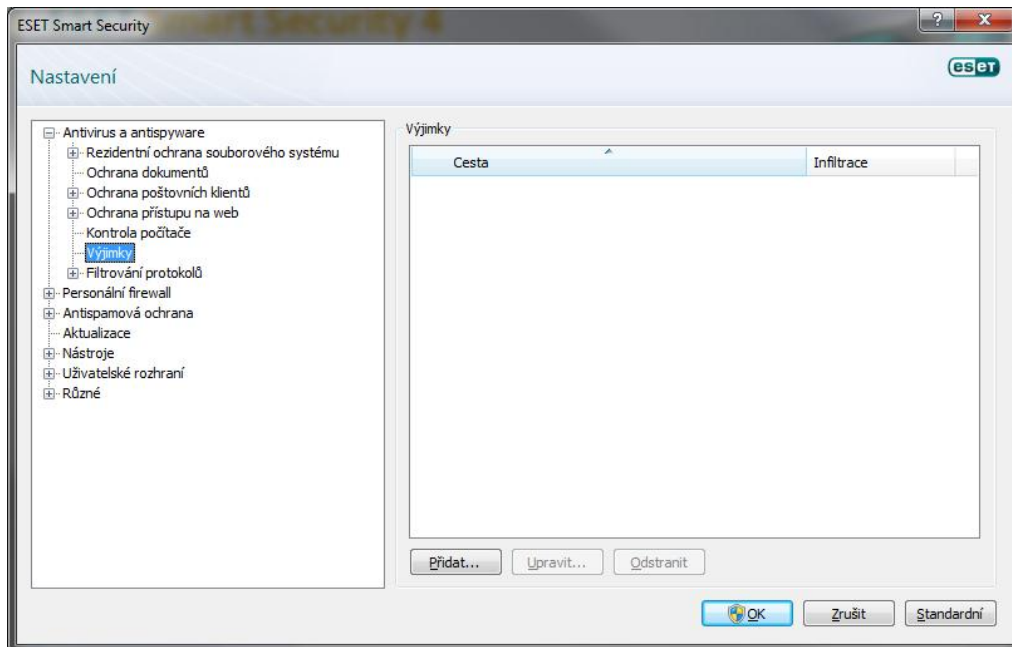 ESET Smart Security
Smart Security 4
Nastavení
eset
Antivirus a antispyware
Rezidentní ochrana souborového systému
Ochrana dokumentů
Ochrana poštovních klientů
Ochrana přístupu na web
Kontrola počítače
Výjimky
Filtrování protokolů
Personální firewall
Antispamová ochrana
Aktualizace
Nástroje
Uživatelské rozhraní
Různé
Výjimky
Cesta Infiltrace
Přidat... Upravit... Odstranit
OK Zrušit Standardní